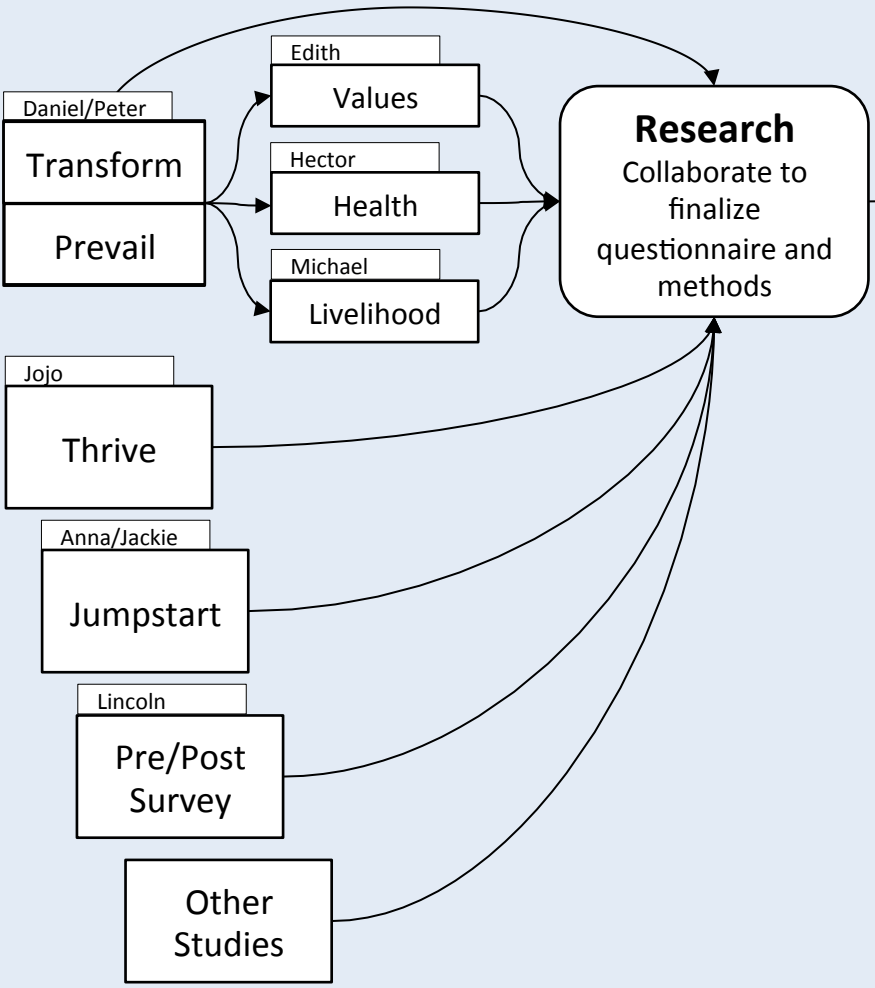 Edith
Values
Daniel/Peter
Transform
Prevail
Hector
Health
Michael
Livelihood
Research
Collaborate to
finalize
questionnaire and
methods
Jojo
Thrive
Anna/Jackie
Jumpstart
Lincoln
Pre/Post
Survey
Other
Studies